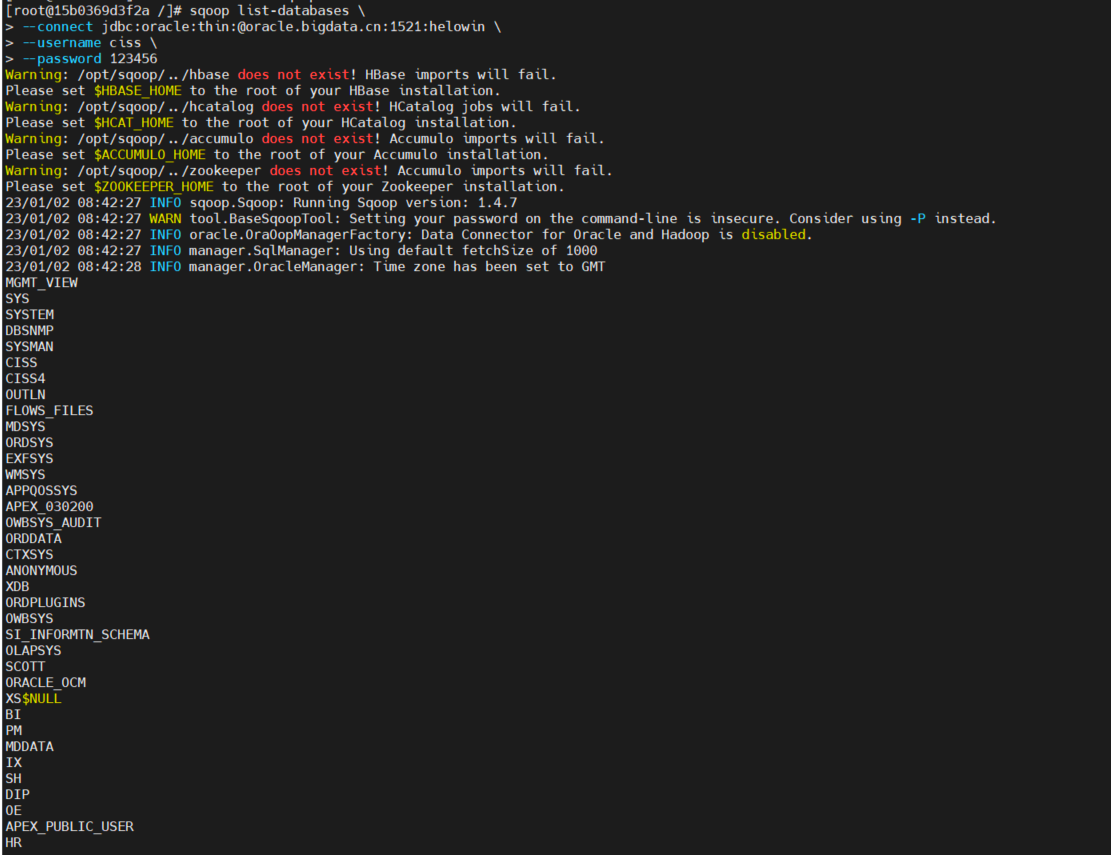 [root@15b0369d3f2a /]# sqoop list-databases \
> --connect jdbc:oracle:thin:@oracle.bigdata.cn:1521:helowin \
> --username ciss \
> --password 123456
Warning: /opt/sqoop/../hbase does not exist! HBase imports will fail.
Please set $HBASE_HOME to the root of your HBase installation.
Warning: /opt/sqoop/../hcatalog does not exist! HCatalog jobs will fail.
Please set $HCAT_HOME to the root of your HCatalog installation.
Warning: /opt/sqoop/../accumulo does not exist! Accumulo imports will fail.
Please set $ACCUMULO_HOME to the root of your Accumulo installation.
Warning: /opt/sqoop/../zookeeper does not exist! Accumulo imports will fail.
Please set $ZOOKEEPER_HOME to the root of your Zookeeper installation.
23/01/02 08:42:27 INFO sqoop.Sqoop: Running Sqoop version: 1.4.7
23/01/02 08:42:27 WARN tool.BaseSqoopTool: Setting your password on the command-line is insecure. Consider using -P instead.
23/01/02 08:42:27 INFO oracle.OraOopManagerFactory: Data Connector for Oracle and Hadoop is disabled.
23/01/02 08:42:27 INFO manager.SqlManager: Using default fetchSize of 1000
23/01/02 08:42:28 INFO manager.OracleManager: Time zone has been set to GMT
MGMT_VIEW
SYS
SYSTEM
DBSNMP
SYSMAN
CISS
CISS4
OUTLN
FLOWS_FILES
MDSYS
ORDSYS
EXFSYS
WMSYS
APPQOSSYS
APEX_030200
OWBSYS_AUDIT
ORDDATA
CTXSYS
ANONYMOUS
XDB
ORDPLUGINS
OWBSYS
SI_INFORMTN_SCHEMA
OLAPSYS
SCOTT
ORACLE_OCM
XS$NULL
BI
PM
MDDATA
IX
SH
DIP
OE
APEX_PUBLIC_USER
HR